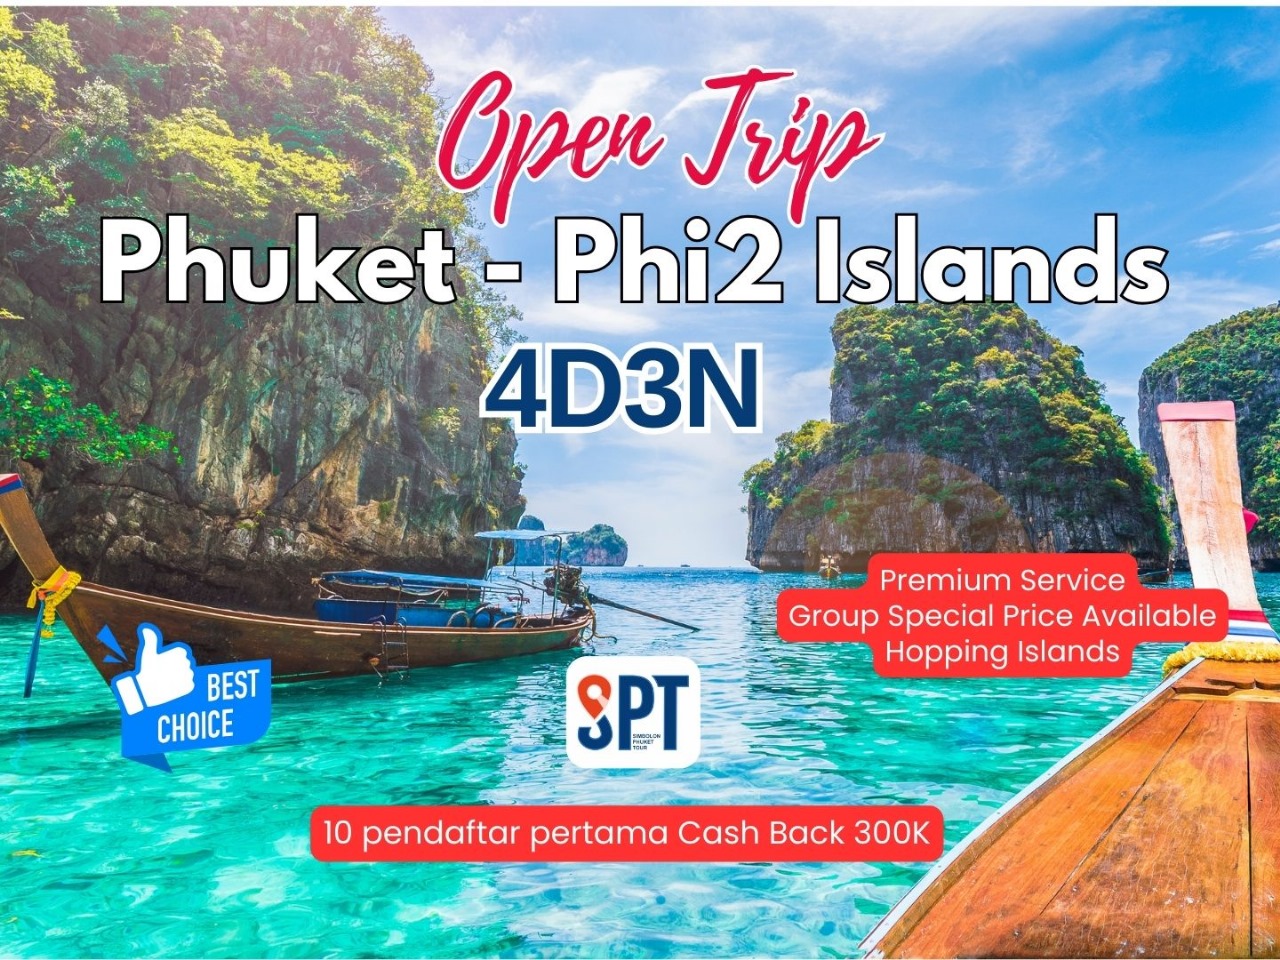 Open Trip
Phuket - Phi2 Islands
4D3N
Premium Service
Group Special Price Available
Hopping Islands
BEST
CHOICE
SPT
SIMBOLON
PHUKET
TOUR
10 pendaftar pertama Cash Back 300K